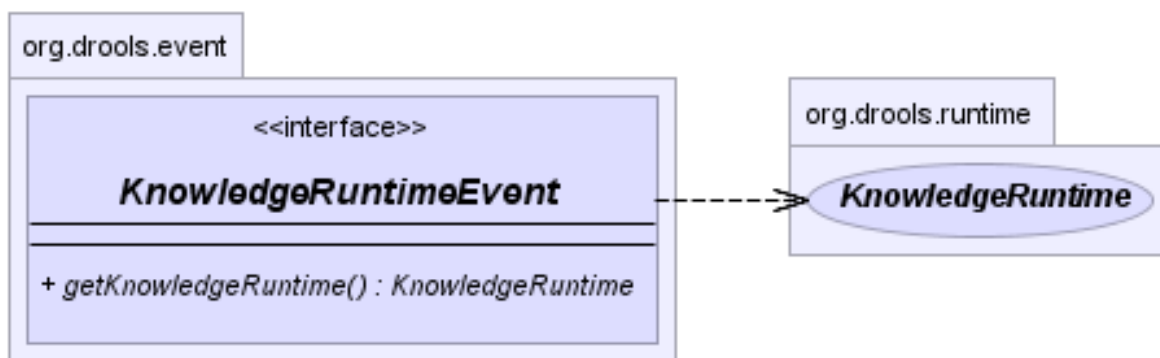 org.drools.event
<<interface>>
KnowledgeRuntimeEvent
+ getKnowledgeRuntime() : KnowledgeRuntime
org.drools.runtime
KnowledgeRuntime